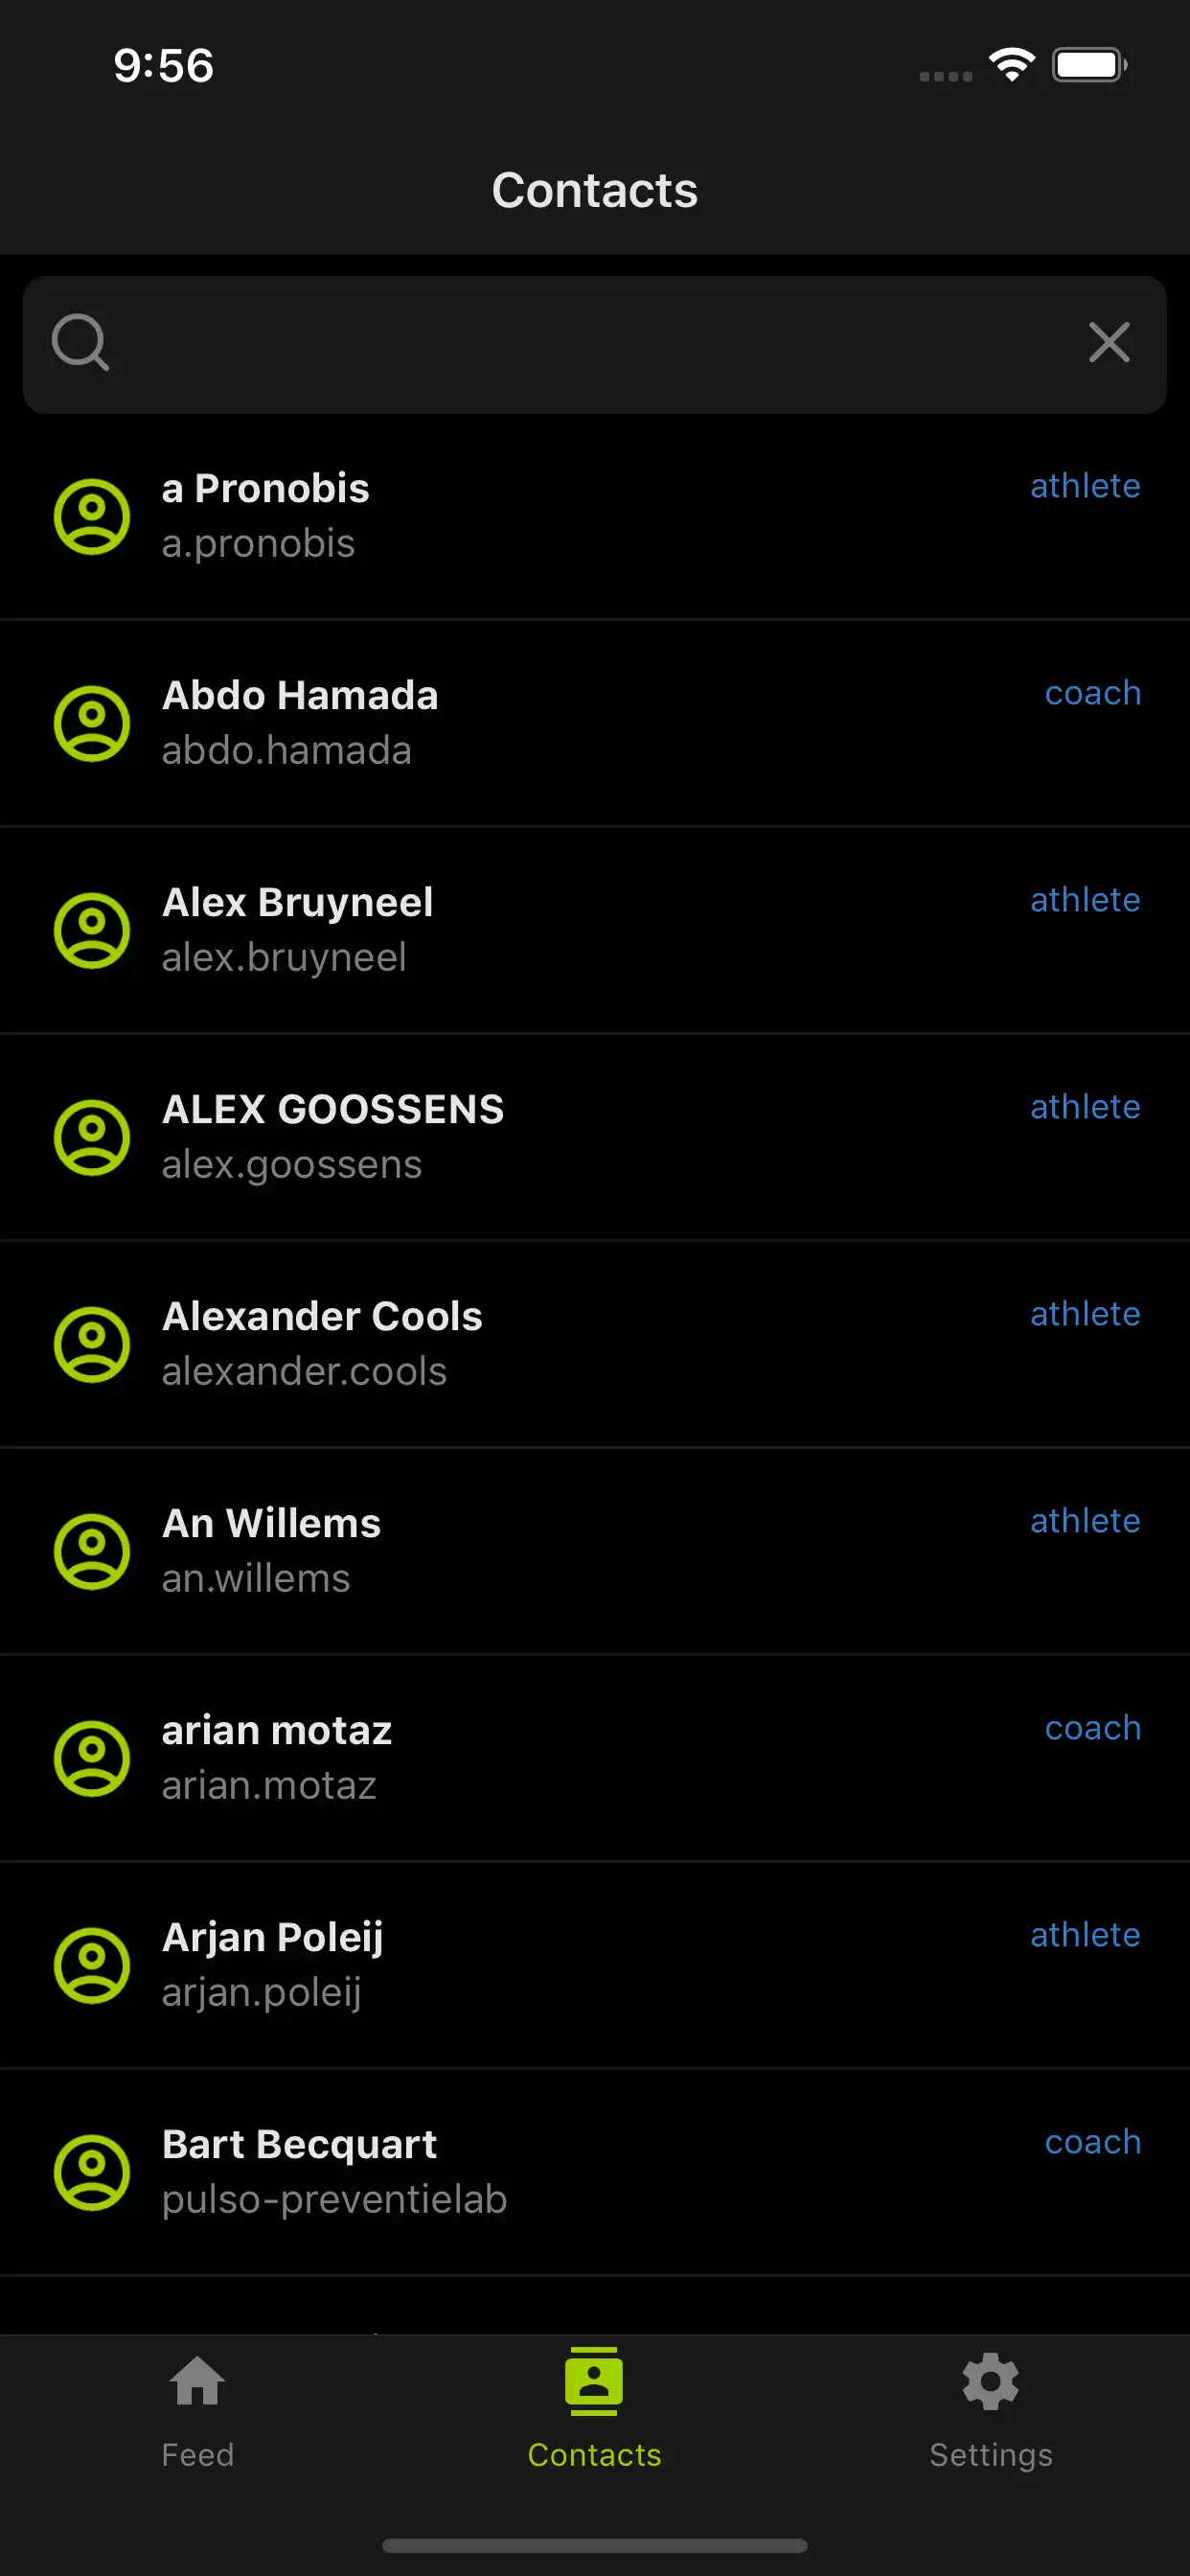 9:56
Contacts
a Pronobis
athlete
a.pronobis
Abdo Hamada
coach
abdo.hamada
Alex Bruyneel
athlete
alex.bruyneel
ALEX GOOSSENS
athlete
alex.goossens
Alexander Cools
athlete
alexander.cools
An Willems
athlete
an.willems
arian motaz
coach
arian.motaz
Arjan Poleij
athlete
arjan.poleij
Bart Becquart
coach
pulso-preventielab
Feed
Contacts
Settings